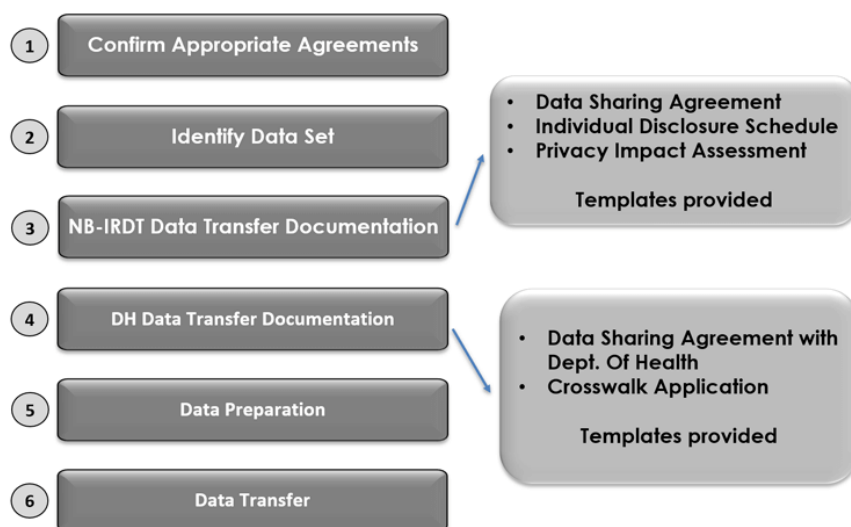 1
Confirm Appropriate Agreements
2
Identify Data Set
3
NB-IRDT Data Transfer Documentation
• Data Sharing Agreement
• Individual Disclosure Schedule
• Privacy Impact Assessment
Templates provided
4
DH Data Transfer Documentation
• Data Sharing Agreement with
Dept. Of Health
• Crosswalk Application
Templates provided
5
Data Preparation
6
Data Transfer